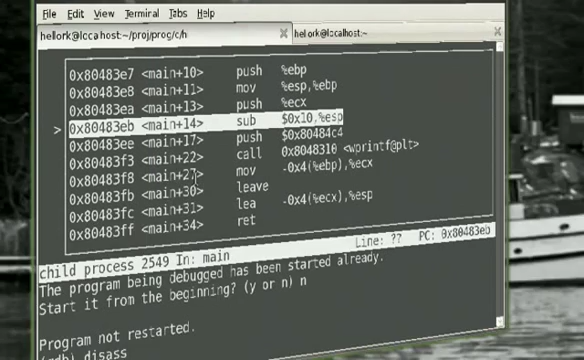 File Edit View Terminal Tabs Help
hellork@localhost:~/proj/prog/c/h
hellork@localhost:~
0x80483e7 <main+10> push %ebp
0x80483e8 <main+11> mov %esp,%ebp
0x80483ea <main+13> push %ecx
> 0x80483eb <main+14> sub $0x10,%esp
0x80483ee <main+17> push $0x80484c4
0x80483f3 <main+22> call 0x8048310 <wprintf@plt>
0x80483f8 <main+27> mov -0x4(%ebp),%ecx
0x80483fb <main+30> leave
0x80483fc <main+31> lea -0x4(%ecx),%esp
0x80483ff <main+34> ret
child process 2549 In: main Line: ?? PC: 0x80483eb
The program being debugged has been started already.
Start it from the beginning? (y or n) n
Program not restarted.
(gdb) disass